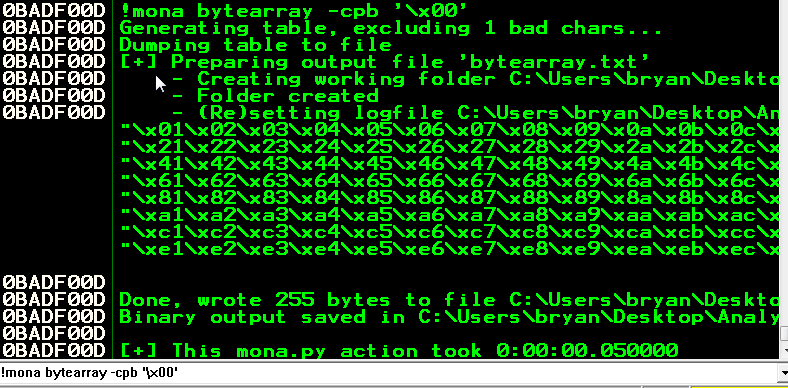 0BADF00D !mona bytearray -cpb '\x00'
0BADF00D Generating table, excluding 1 bad chars...
0BADF00D Dumping table to file
0BADF00D [+] Preparing output file 'bytearray.txt'
0BADF00D - Creating working folder C:\Users\bryan\Deskto
0BADF00D - Folder created
0BADF00D - (Re)setting logfile C:\Users\bryan\Desktop\An
"\x01\x02\x03\x04\x05\x06\x07\x08\x09\x0a\x0b\x0c\x
"\x21\x22\x23\x24\x25\x26\x27\x28\x29\x2a\x2b\x2c\x
"\x41\x42\x43\x44\x45\x46\x47\x48\x49\x4a\x4b\x4c\x
"\x61\x62\x63\x64\x65\x66\x67\x68\x69\x6a\x6b\x6c\x
"\x81\x82\x83\x84\x85\x86\x87\x88\x89\x8a\x8b\x8c\x
"\xa1\xa2\xa3\xa4\xa5\xa6\xa7\xa8\xa9\xaa\xab\xac\x
"\xc1\xc2\xc3\xc4\xc5\xc6\xc7\xc8\xc9\xca\xcb\xcc\x
"\xe1\xe2\xe3\xe4\xe5\xe6\xe7\xe8\xe9\xea\xeb\xec\x
0BADF00D
0BADF00D Done, wrote 255 bytes to file C:\Users\bryan\Deskto
0BADF00D Binary output saved in C:\Users\bryan\Desktop\Analy
0BADF00D
0BADF00D [+] This mona.py action took 0:00:00.050000
!mona bytearray -cpb '\x00'